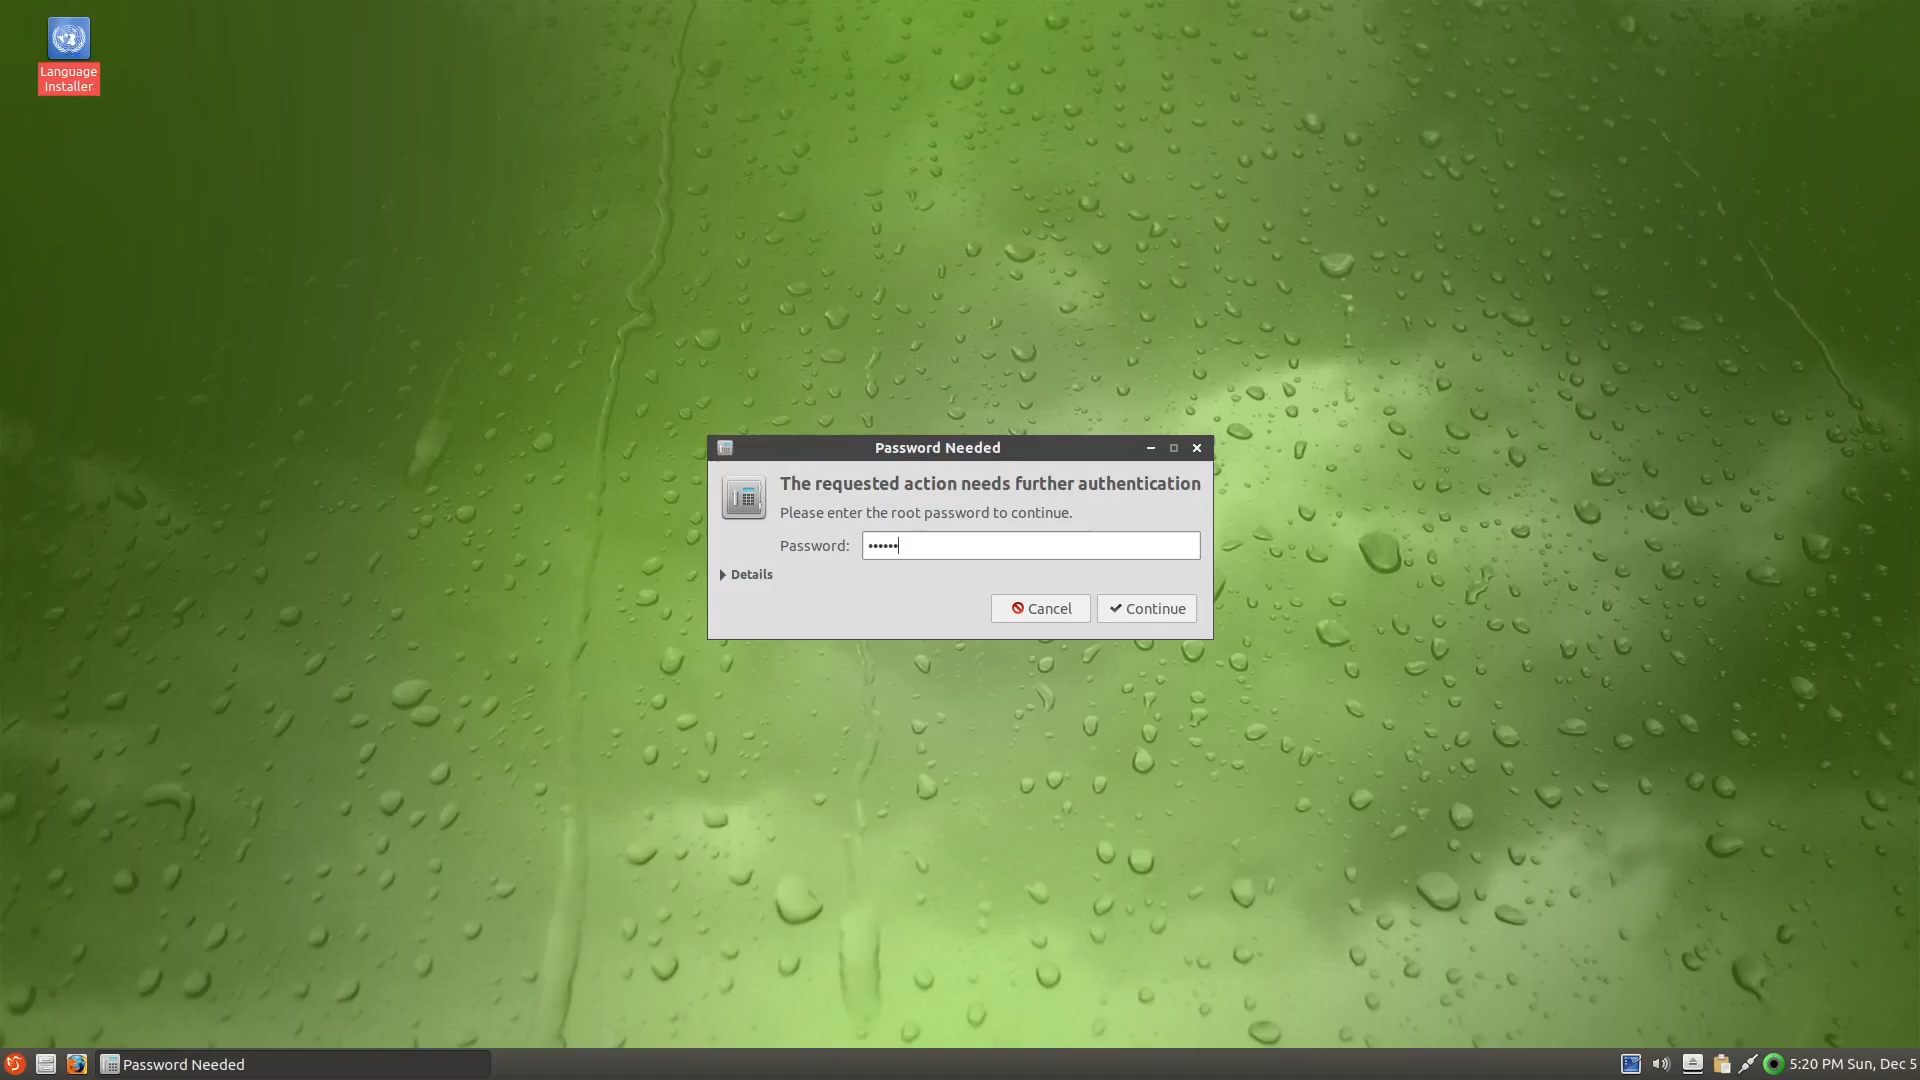 Language
Installer
Password Needed
The requested action needs further authentication
Please enter the root password to continue.
Password: ••••••
Details
Cancel
Continue
Password Needed
5:20 PM Sun, Dec 5